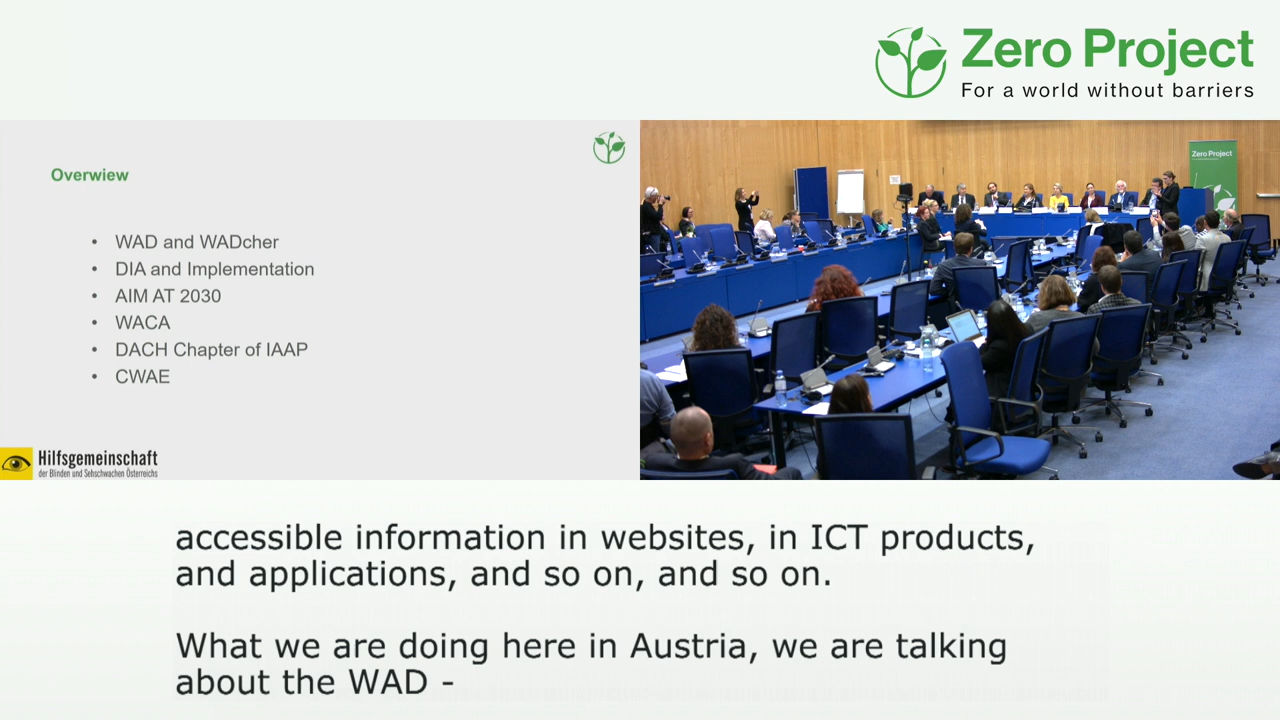 Zero Project
For a world without barriers
Overwiew
• WAD and WADcher
• DIA and Implementation
• AIM AT 2030
• WACA
• DACH Chapter of IAAP
• CWAE
Hilfsgemeinschaft
der Blinden und Sehschwachen Österreichs
Zero Project
accessible information in websites, in ICT products,
and applications, and so on, and so on.
What we are doing here in Austria, we are talking
about the WAD -